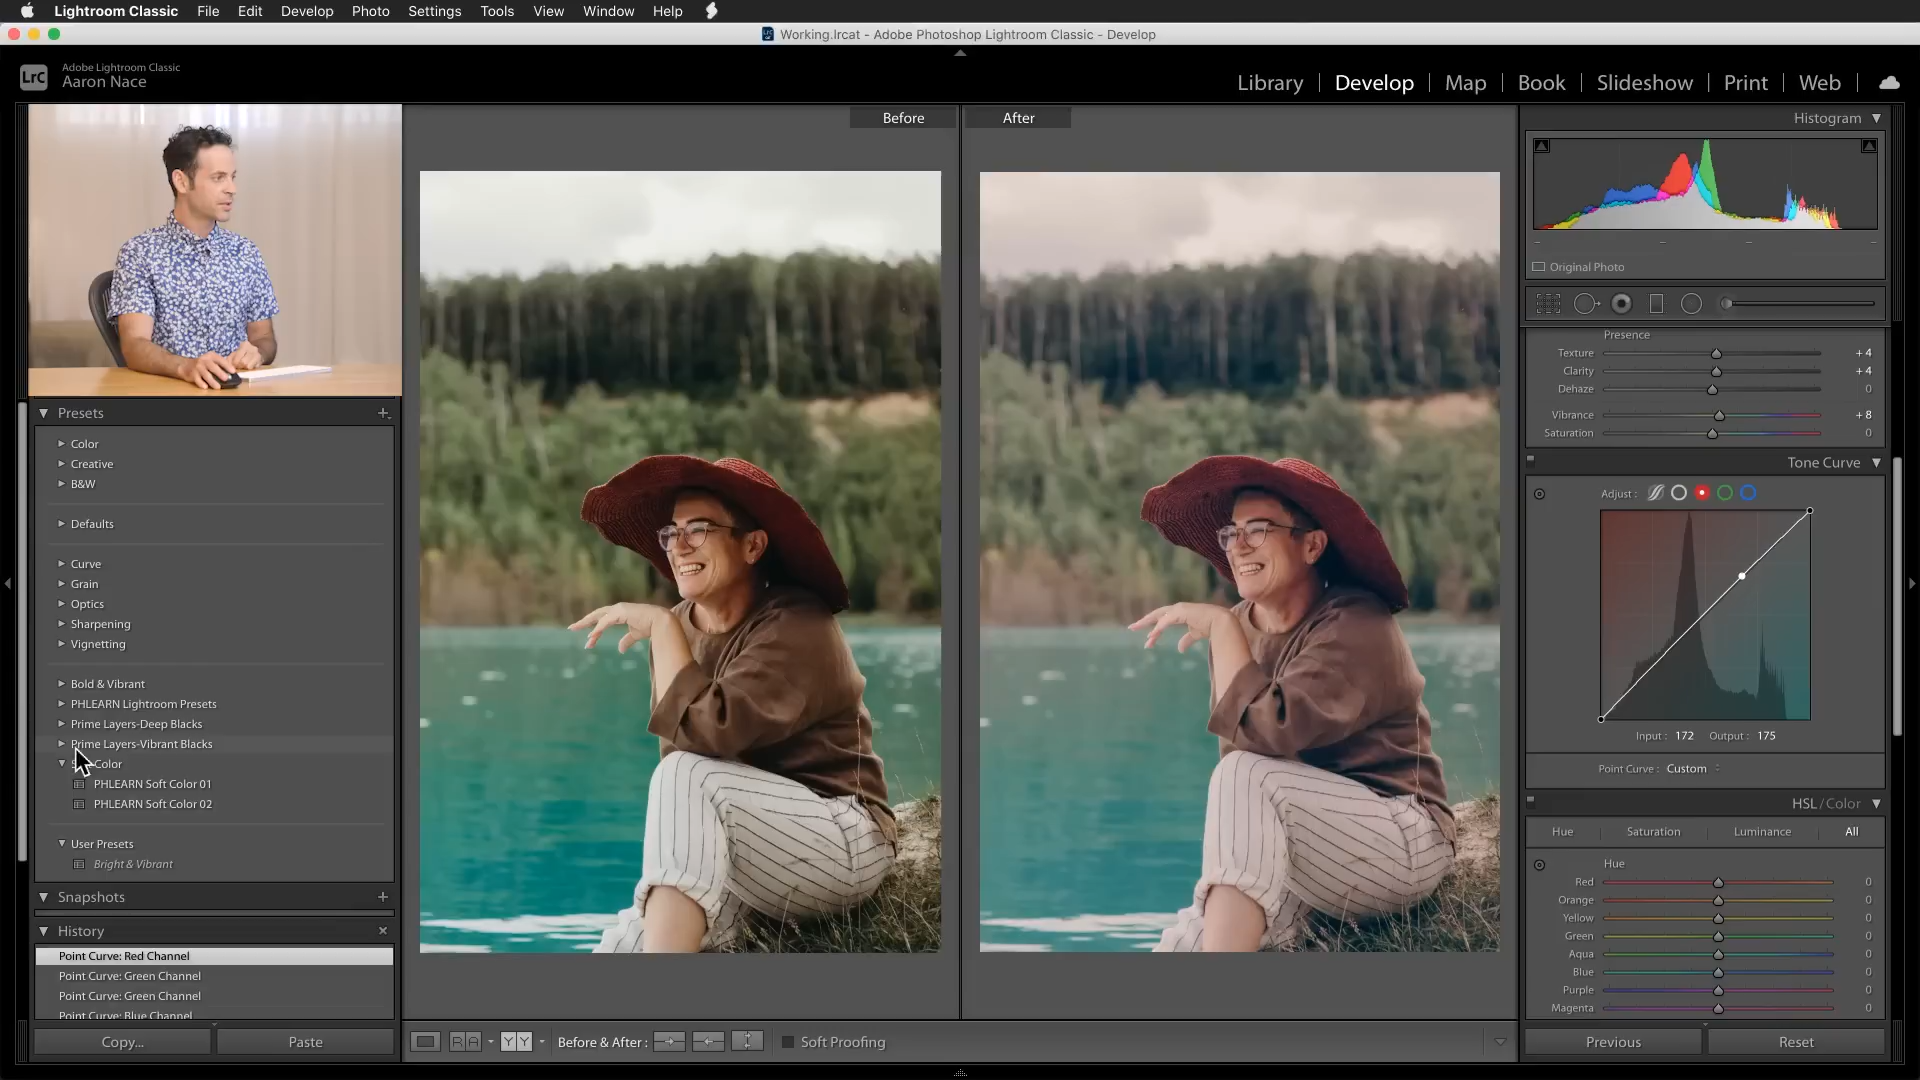 Lightroom Classic File Edit Develop Photo Settings Tools View Window Help
Working.lrcat - Adobe Photoshop Lightroom Classic - Develop
LrC
Adobe Lightroom Classic
Aaron Nace
Library | Develop | Map | Book | Slideshow | Print | Web
Presets
Color
Creative
B&W
Defaults
Curve
Grain
Optics
Sharpening
Vignetting
Bold & Vibrant
PHLEARN Lightroom Presets
Prime Layers-Deep Blacks
Prime Layers-Vibrant Blacks
Color
PHLEARN Soft Color 01
PHLEARN Soft Color 02
User Presets
Bright & Vibrant
Snapshots
History
Point Curve: Red Channel
Point Curve: Green Channel
Point Curve: Green Channel
Point Curve: Blue Channel
Copy... Paste
Before After
R A Y Y Before & After : Soft Proofing
Histogram
Original Photo
Presence
Texture + 4
Clarity + 4
Dehaze 0
Vibrance + 8
Saturation 0
Tone Curve
Adjust :
Input : 172 Output : 175
Point Curve : Custom
HSL / Color
Hue Saturation Luminance All
Hue
Red 0
Orange 0
Yellow 0
Green 0
Aqua 0
Blue 0
Purple 0
Magenta 0
Previous Reset